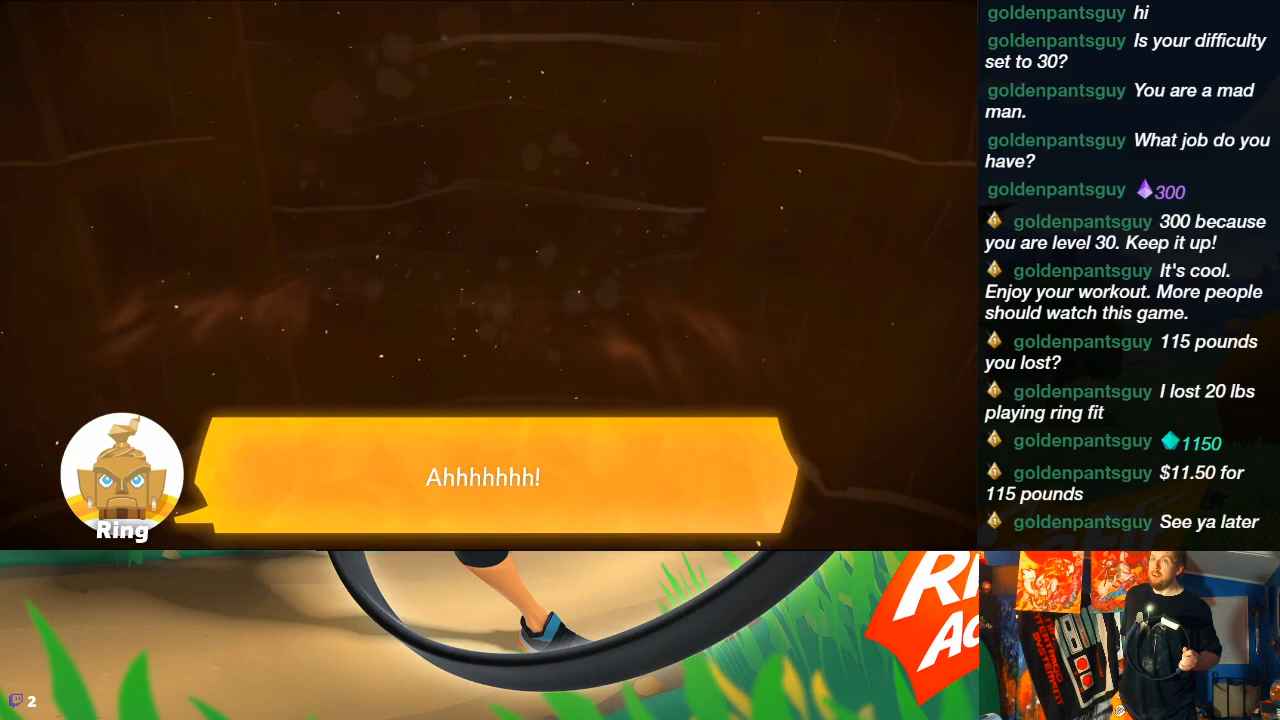 goldenpantsguy hi
goldenpantsguy Is your difficulty
set to 30?
goldenpantsguy You are a mad
man.
goldenpantsguy What job do you
have?
goldenpantsguy 300
goldenpantsguy 300 because
you are level 30. Keep it up!
goldenpantsguy It's cool.
Enjoy your workout. More people
should watch this game.
goldenpantsguy 115 pounds
you lost?
goldenpantsguy I lost 20 lbs
playing ring fit
goldenpantsguy 1150
goldenpantsguy $11.50 for
115 pounds
goldenpantsguy See ya later
Ahhhhhhh!
Ring
2